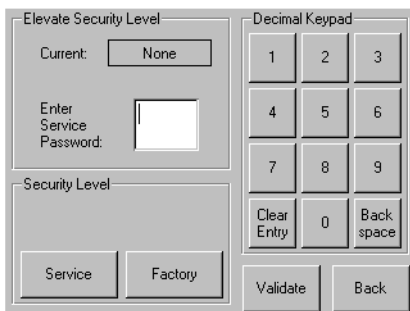 Elevate Security Level
Current: None
Enter
Service
Password:
Security Level
Service Factory
Decimal Keypad
1 2 3
4 5 6
7 8 9
Clear
Entry
0
Back
space
Validate Back